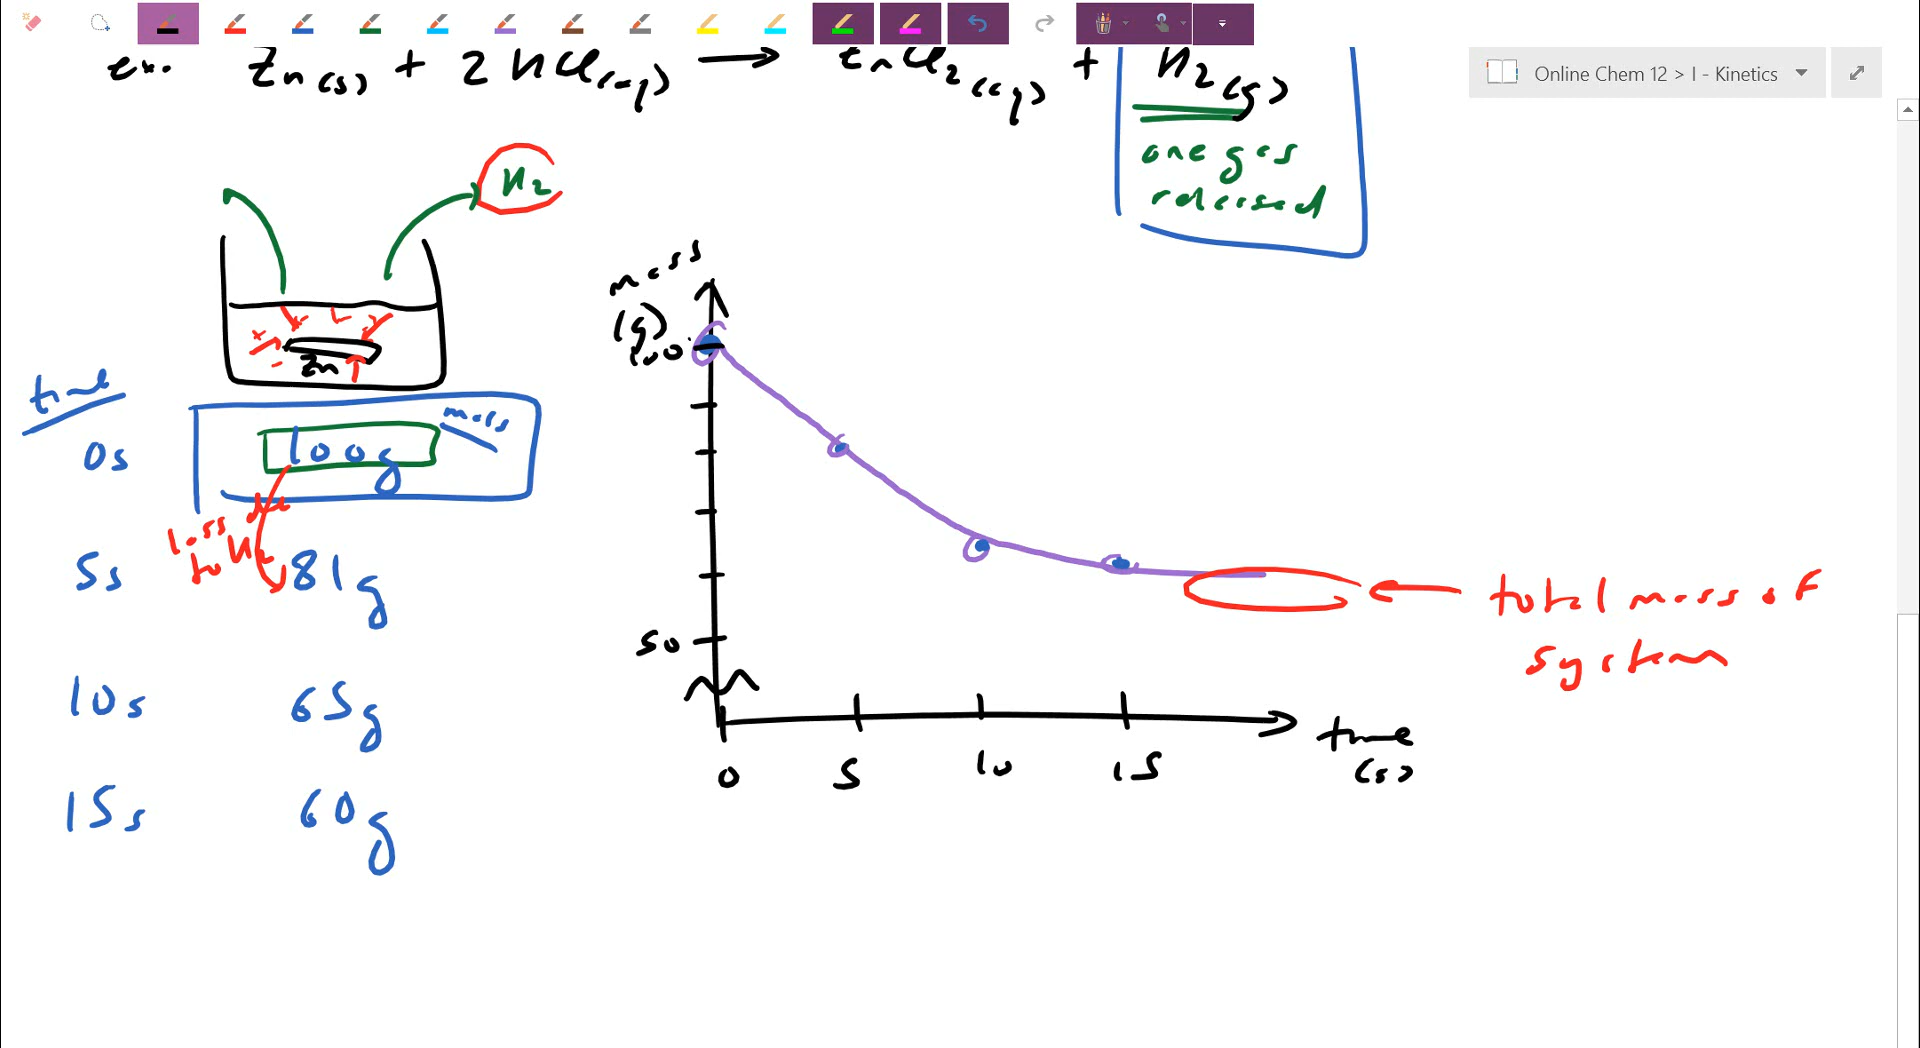 Online Chem 12 > I - Kinetics
ex. Zn(s) + 2 HCl(aq) → ZnCl2(aq) + H2(g)
one gas
released
H2
Zn
mass
(g)
100
50
0 5 10 15
time
(s)
total mass of
system
time
mass
0s 100g
loss due
to H2
5s 81g
10s 65g
15s 60g